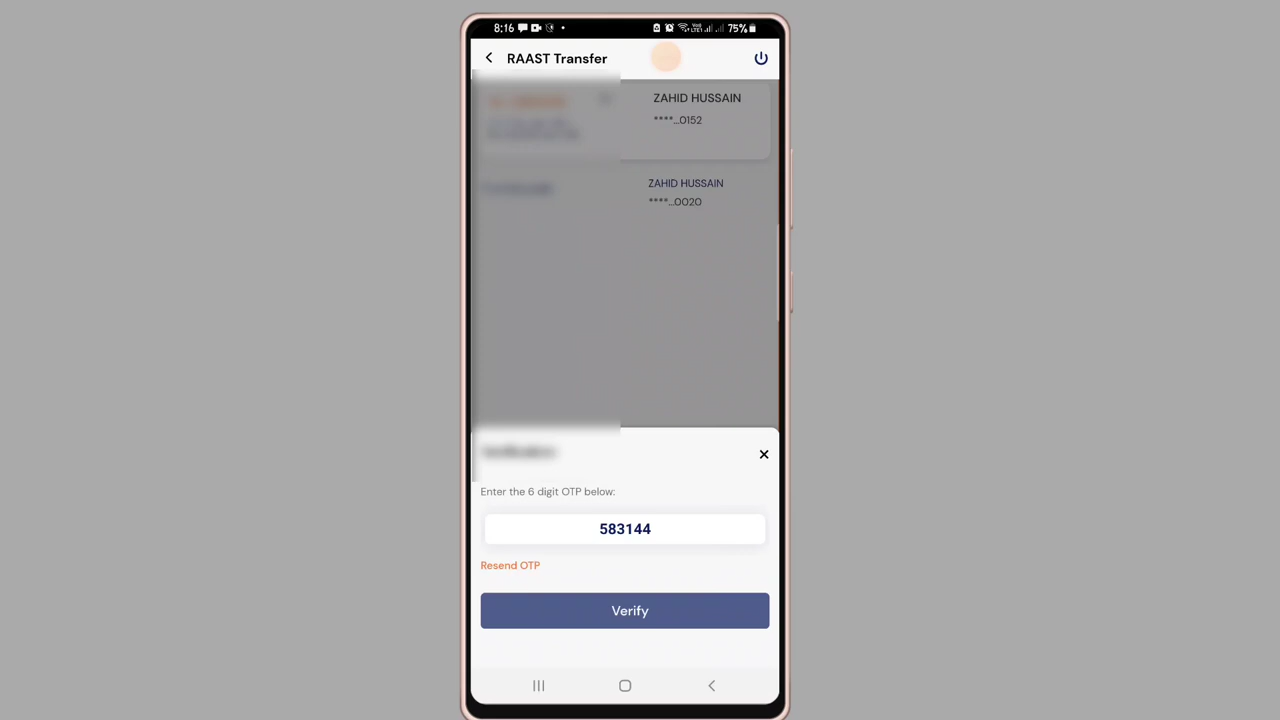 8:16 75%
RAAST Transfer
ZAHID HUSSAIN
****...0152
ZAHID HUSSAIN
****...0020
Enter the 6 digit OTP below:
583144
Resend OTP
Verify